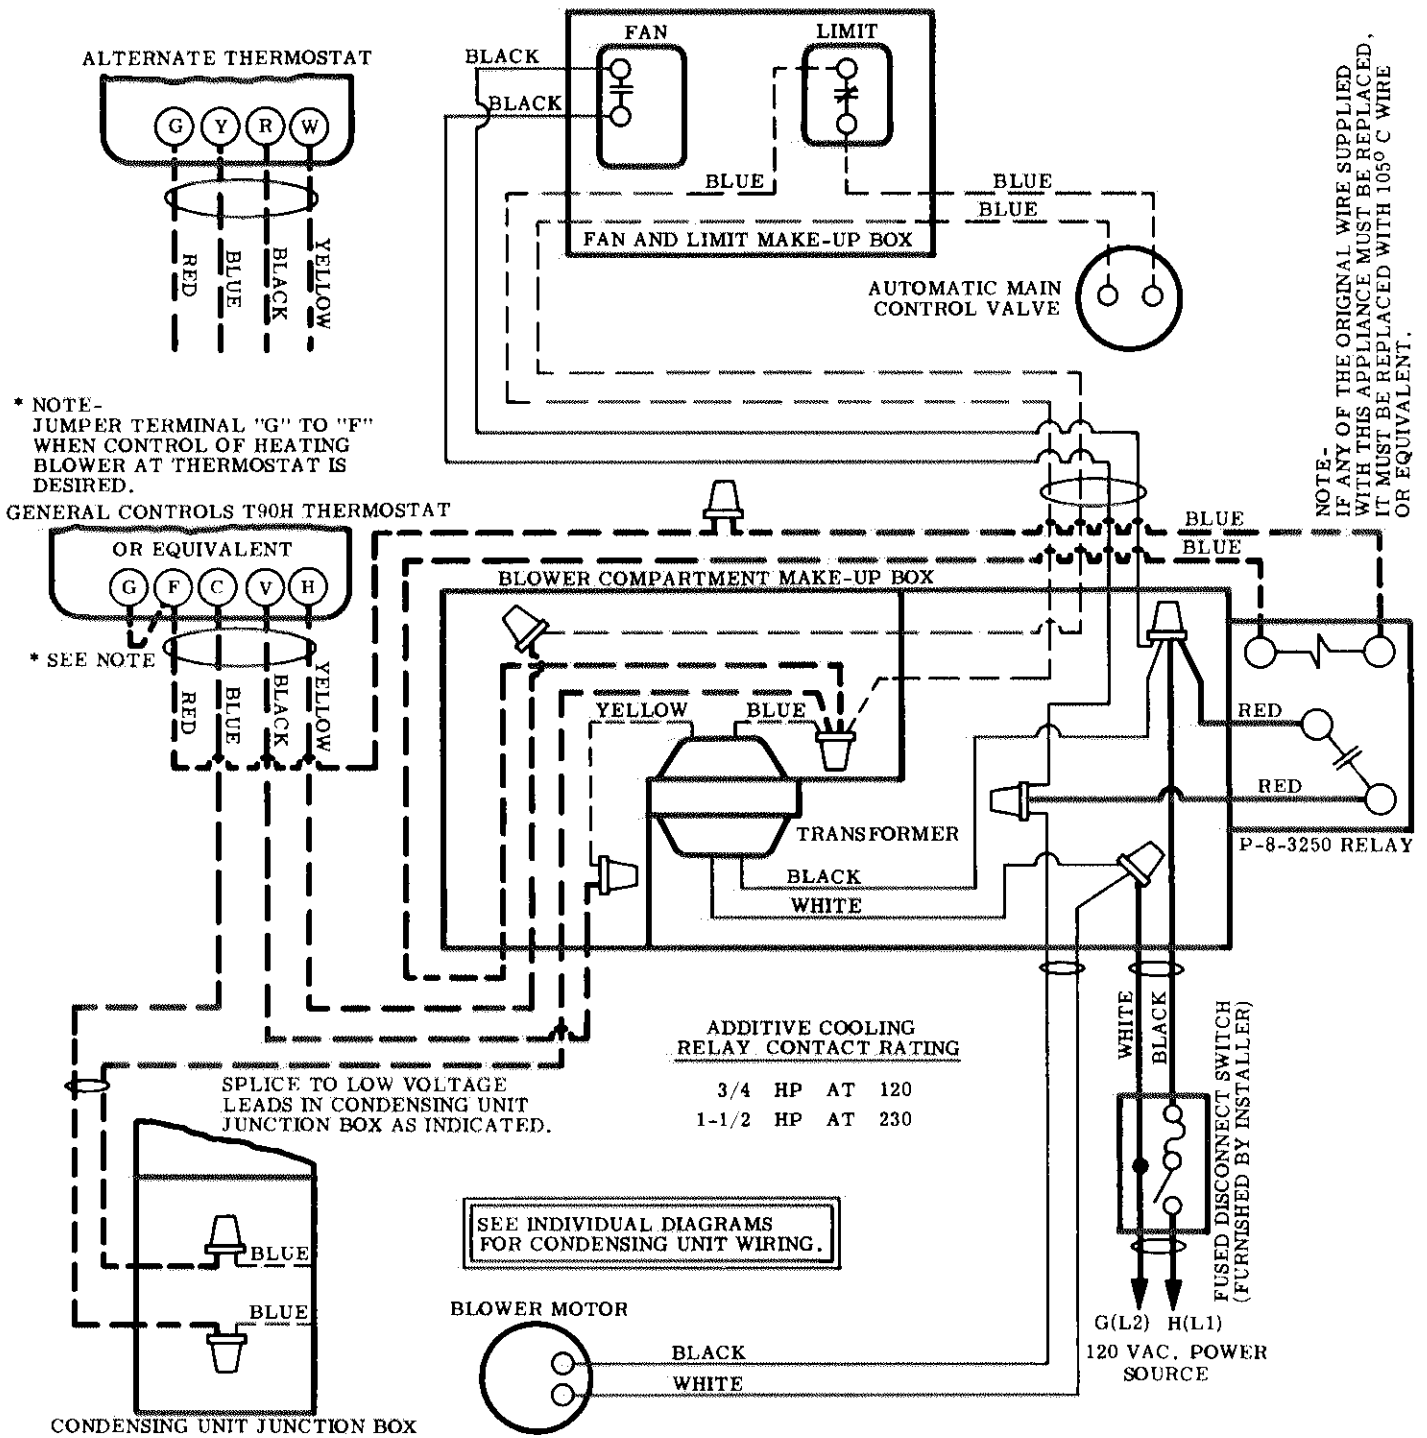 FAN
LIMIT
BLACK
BLACK
BLUE
BLUE
BLUE
FAN AND LIMIT MAKE-UP BOX
ALTERNATE THERMOSTAT
G Y R W
RED
BLUE
BLACK
YELLOW
AUTOMATIC MAIN
CONTROL VALVE
NOTE-
IF ANY OF THE ORIGINAL WIRE SUPPLIED
WITH THIS APPLIANCE MUST BE REPLACED,
IT MUST BE REPLACED WITH 105° C WIRE
OR EQUIVALENT.
* NOTE-
JUMPER TERMINAL "G" TO "F"
WHEN CONTROL OF HEATING
BLOWER AT THERMOSTAT IS
DESIRED.
GENERAL CONTROLS T90H THERMOSTAT
OR EQUIVALENT
G F C V H
* SEE NOTE
RED
BLUE
BLACK
YELLOW
BLUE
BLUE
BLOWER COMPARTMENT MAKE-UP BOX
YELLOW
BLUE
TRANSFORMER
BLACK
WHITE
RED
RED
P-8-3250 RELAY
ADDITIVE COOLING
RELAY CONTACT RATING
3/4 HP AT 120
1-1/2 HP AT 230
WHITE
BLACK
FUSED DISCONNECT SWITCH
(FURNISHED BY INSTALLER)
SPLICE TO LOW VOLTAGE
LEADS IN CONDENSING UNIT
JUNCTION BOX AS INDICATED.
BLUE
BLUE
CONDENSING UNIT JUNCTION BOX
SEE INDIVIDUAL DIAGRAMS
FOR CONDENSING UNIT WIRING.
BLOWER MOTOR
BLACK
WHITE
G(L2) H(L1)
120 VAC. POWER
SOURCE